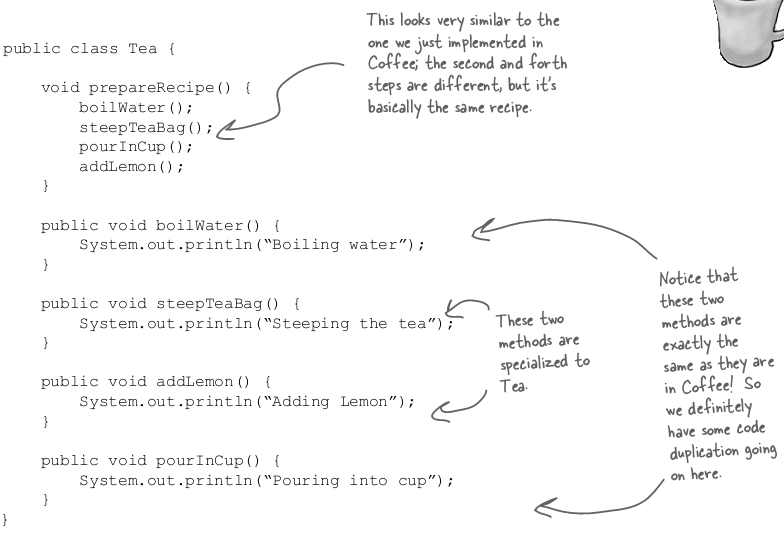 This looks very similar to the
one we just implemented in
Coffee; the second and forth
steps are different, but it's
basically the same recipe.
public class Tea {
void prepareRecipe() {
boilWater();
steepTeaBag();
pourInCup();
addLemon();
}
public void boilWater() {
System.out.println(“Boiling water”);
}
public void steepTeaBag() {
System.out.println(“Steeping the tea”);
}
public void addLemon() {
System.out.println(“Adding Lemon”);
}
public void pourInCup() {
System.out.println(“Pouring into cup”);
}
}
These two
methods are
specialized to
Tea.
Notice that
these two
methods are
exactly the
same as they are
in Coffee! So
we definitely
have some code
duplication going
on here.